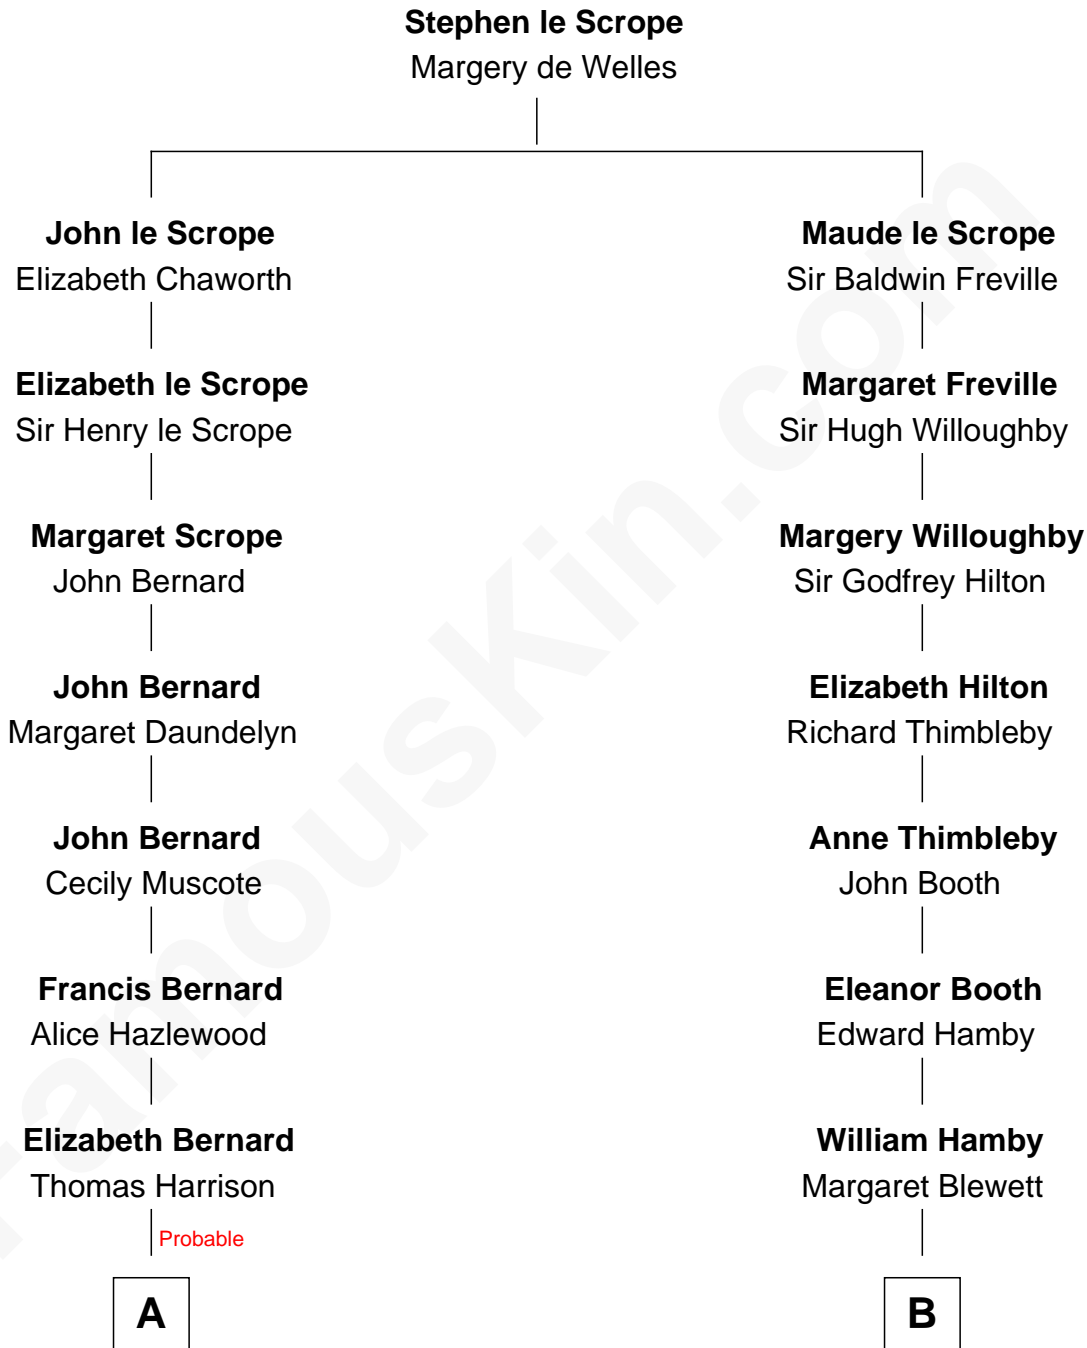 Stephen le Scrope
Margery de Welles
John le Scrope
Elizabeth Chaworth
Maude le Scrope
Sir Baldwin Freville
Elizabeth le Scrope
Sir Henry le Scrope
Margaret Freville
Sir Hugh Willoughby
Margaret Scrope
John Bernard
Margery Willoughby
Sir Godfrey Hilton
John Bernard
Margaret Daundelyn
Elizabeth Hilton
Richard Thimbleby
John Bernard
Cecily Muscote
Anne Thimbleby
John Booth
Francis Bernard
Alice Hazlewood
Eleanor Booth
Edward Hamby
Elizabeth Bernard
Thomas Harrison
William Hamby
Margaret Blewett
Probable
A
B
FamousKin.com